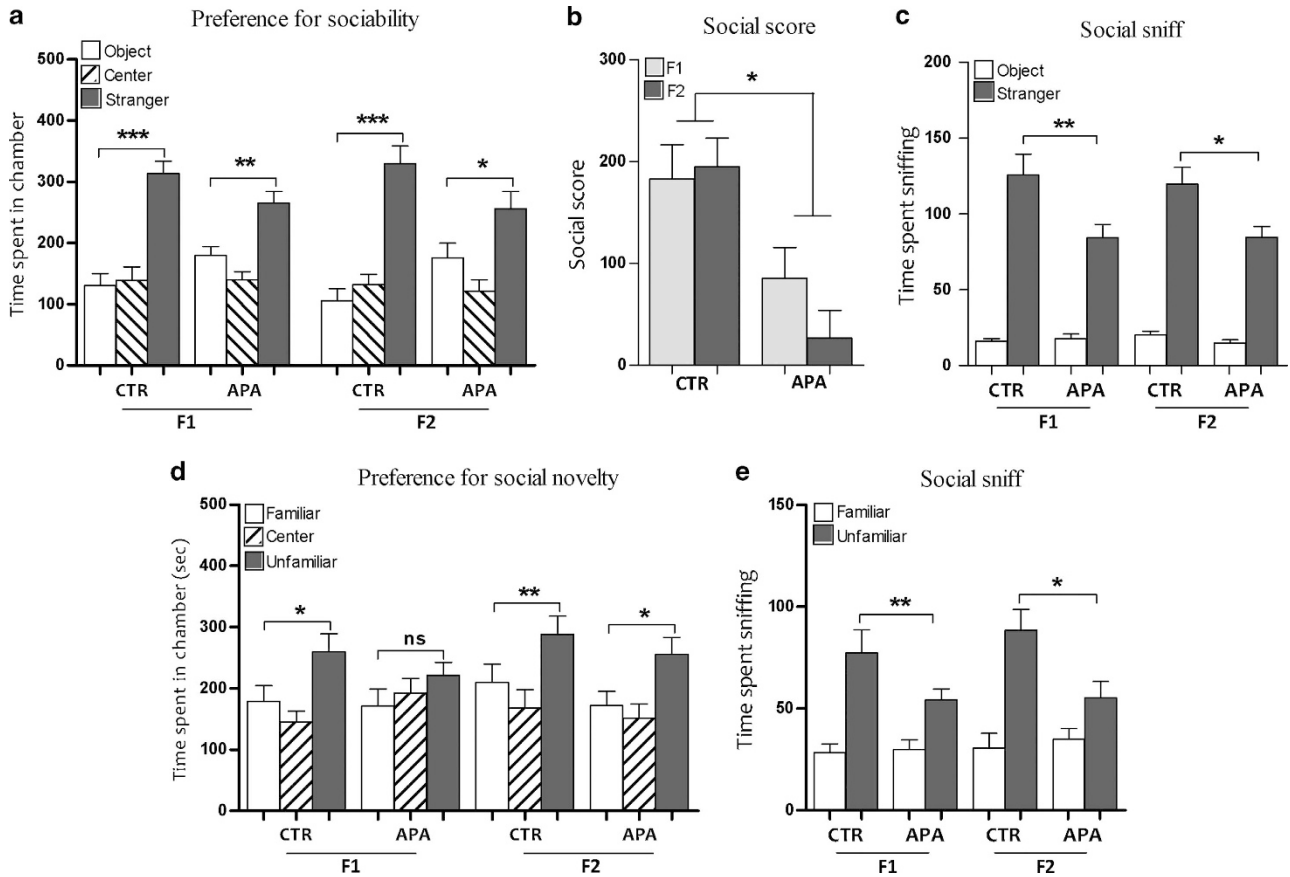 a
Preference for sociability
Object
Center
Stranger
Time spent in chamber
500
400
300
200
100
0
***
**
***
*
CTR
APA
CTR
APA
F1
F2
b
Social score
F1
F2
Social score
300
200
100
0
*
CTR
APA
c
Social sniff
Object
Stranger
Time spent sniffing
200
150
100
50
0
**
*
CTR
APA
CTR
APA
F1
F2
d
Preference for social novelty
Familiar
Center
Unfamiliar
Time spent in chamber (sec)
500
400
300
200
100
0
*
ns
**
*
CTR
APA
CTR
APA
F1
F2
e
Social sniff
Familiar
Unfamiliar
Time spent sniffing
150
100
50
0
**
*
CTR
APA
CTR
APA
F1
F2